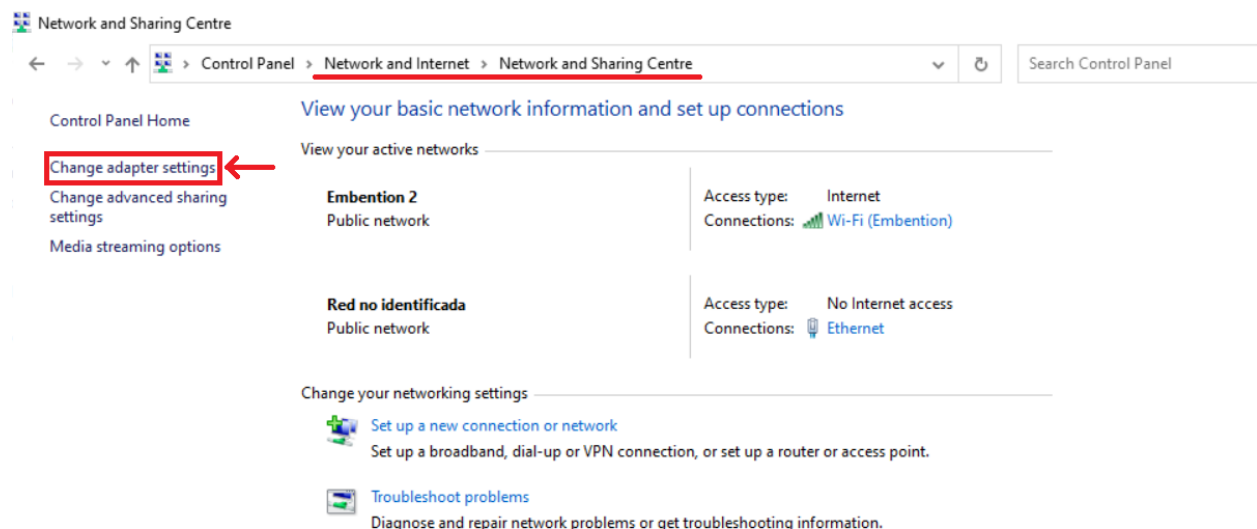 Network and Sharing Centre
Control Panel > Network and Internet > Network and Sharing Centre
Search Control Panel
Control Panel Home
Change adapter settings
Change advanced sharing
settings
Media streaming options
View your basic network information and set up connections
View your active networks
Embention 2
Public network
Access type: Internet
Connections: Wi-Fi (Embention)
Red no identificada
Public network
Access type: No Internet access
Connections: Ethernet
Change your networking settings
Set up a new connection or network
Set up a broadband, dial-up or VPN connection, or set up a router or access point.
Troubleshoot problems
Diagnose and repair network problems or get troubleshooting information.